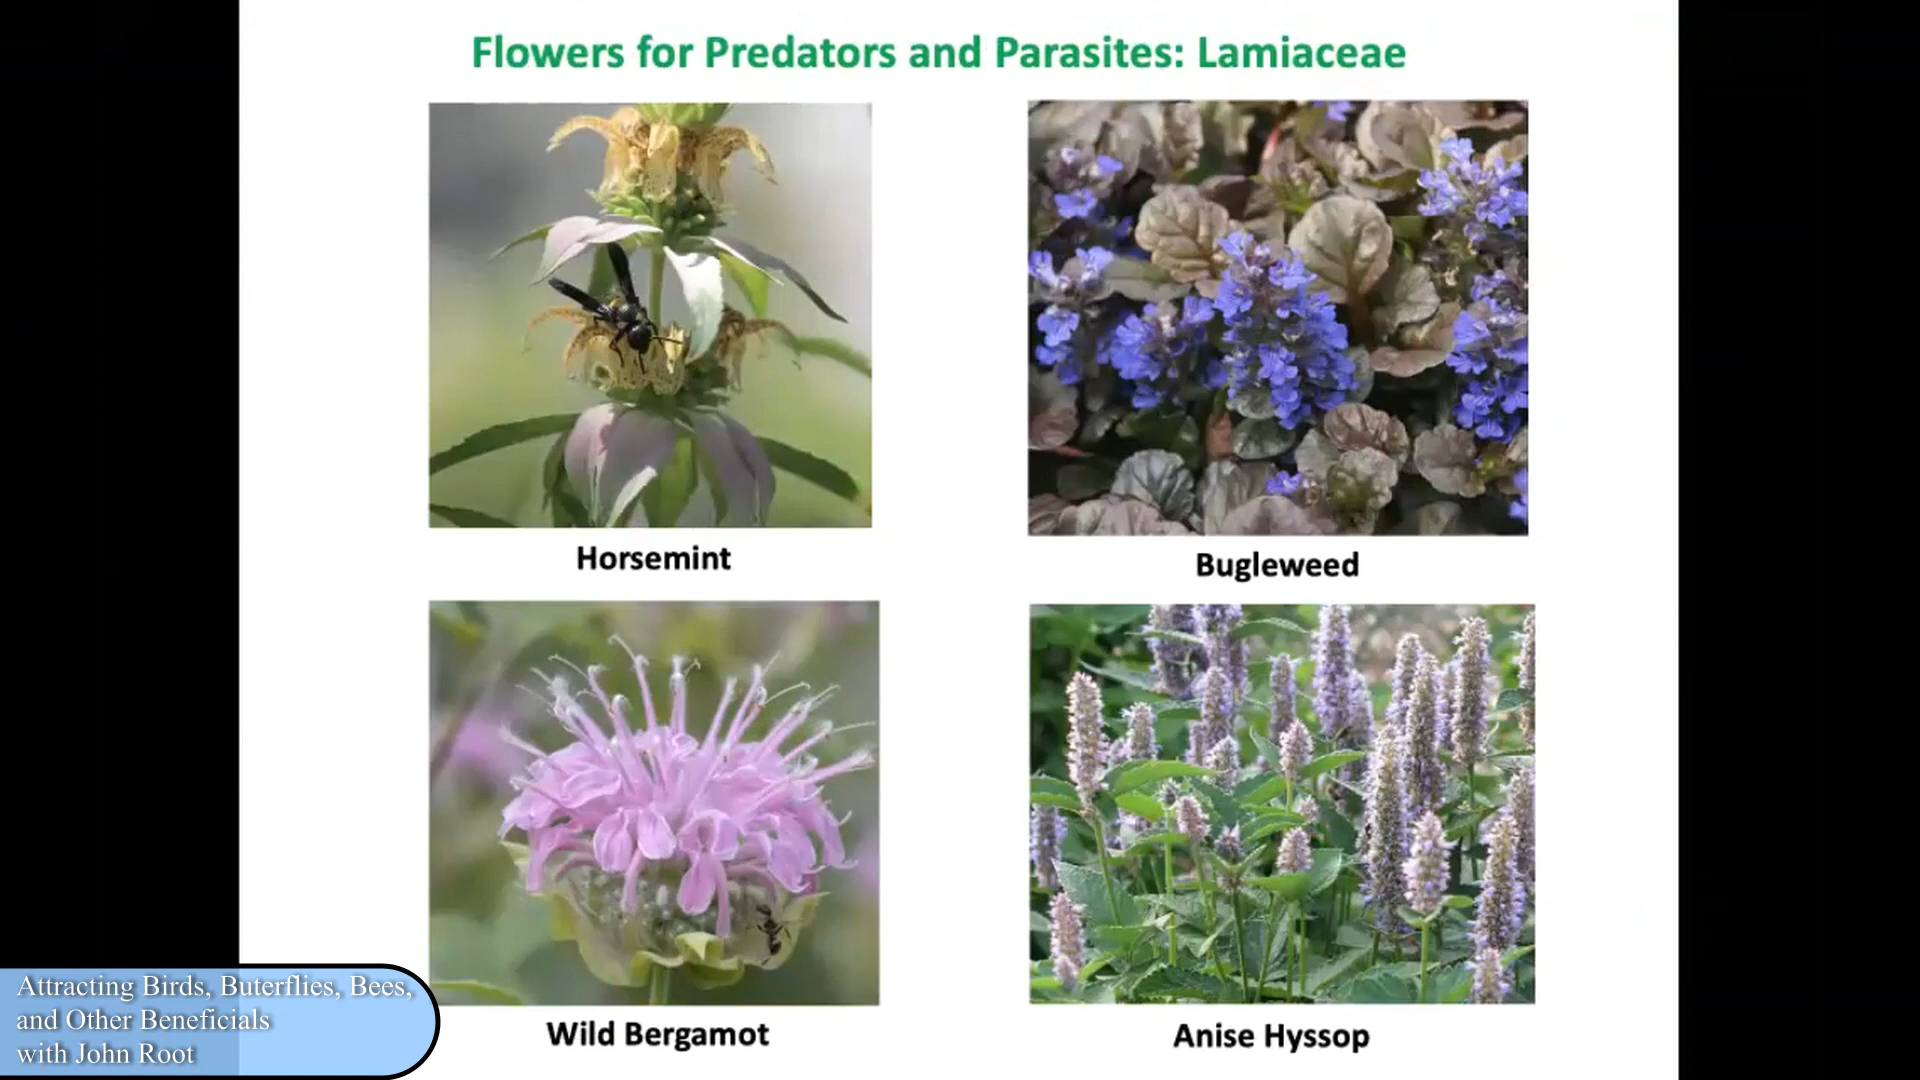 Flowers for Predators and Parasites: Lamiaceae
Horsemint
Bugleweed
Wild Bergamot
Anise Hyssop
Attracting Birds, Buterflies, Bees,
and Other Beneficials
with John Root